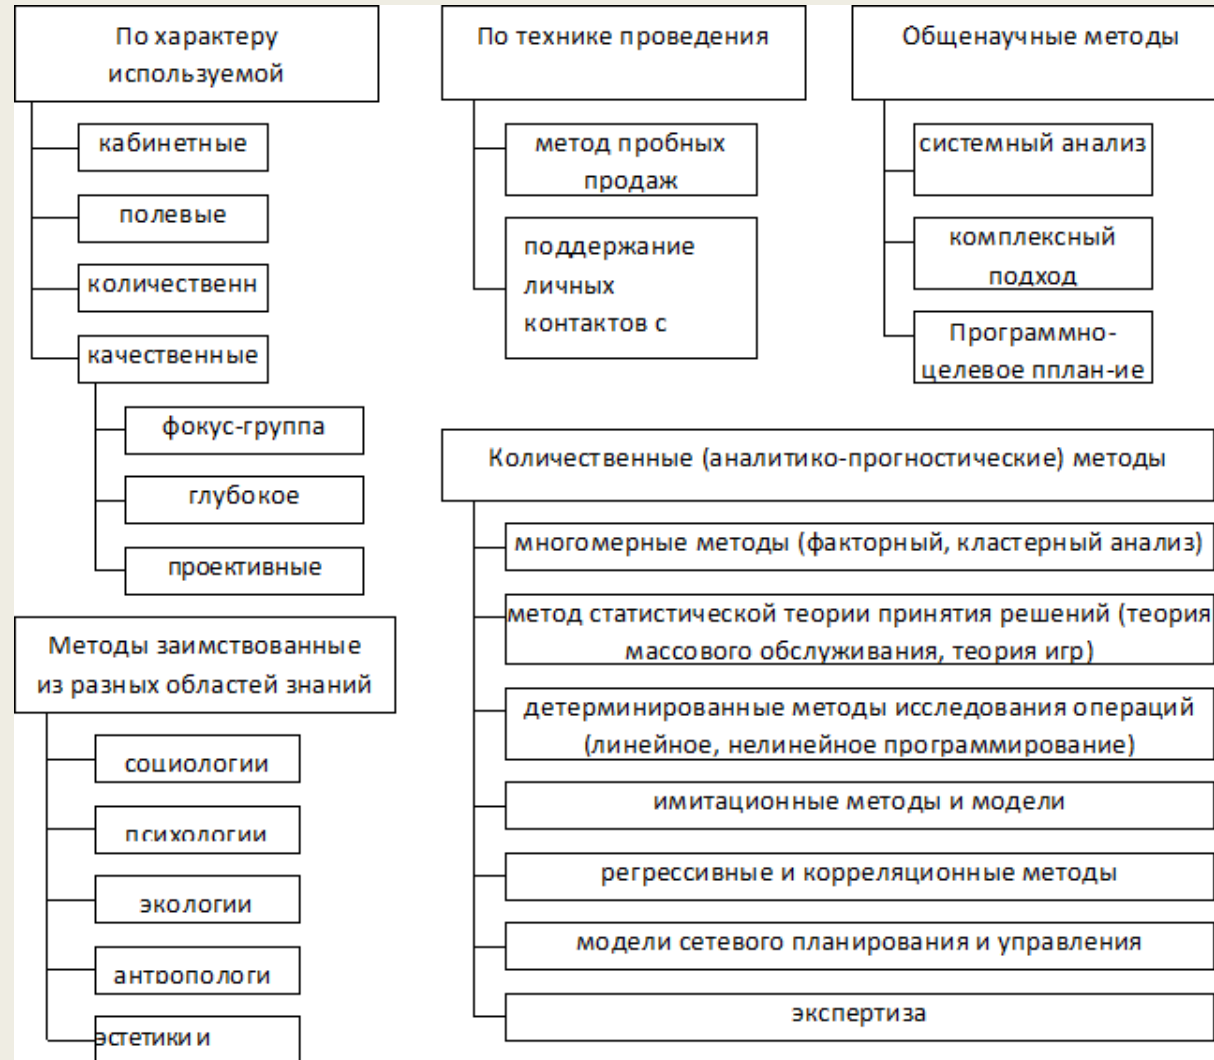 По характеру
используемой
кабинетные
полевые
количественн
качественные
фокус-группа
глубокое
проективные
Методы заимствованные
из разных областей знаний
социологии
психологии
экологии
антропологи
эстетики и
По технике проведения
метод пробных
продаж
поддержание
личных
контактов с
Общенаучные методы
системный анализ
комплексный
подход
Программно-
целевое пплан-ие
Количественные (аналитико-прогностические) методы
многомерные методы (факторный, кластерный анализ)
метод статистической теории принятия решений (теория
массового обслуживания, теория игр)
детерминированные методы исследования операций
(линейное, нелинейное программирование)
имитационные методы и модели
регрессивные и корреляционные методы
модели сетевого планирования и управления
экспертиза